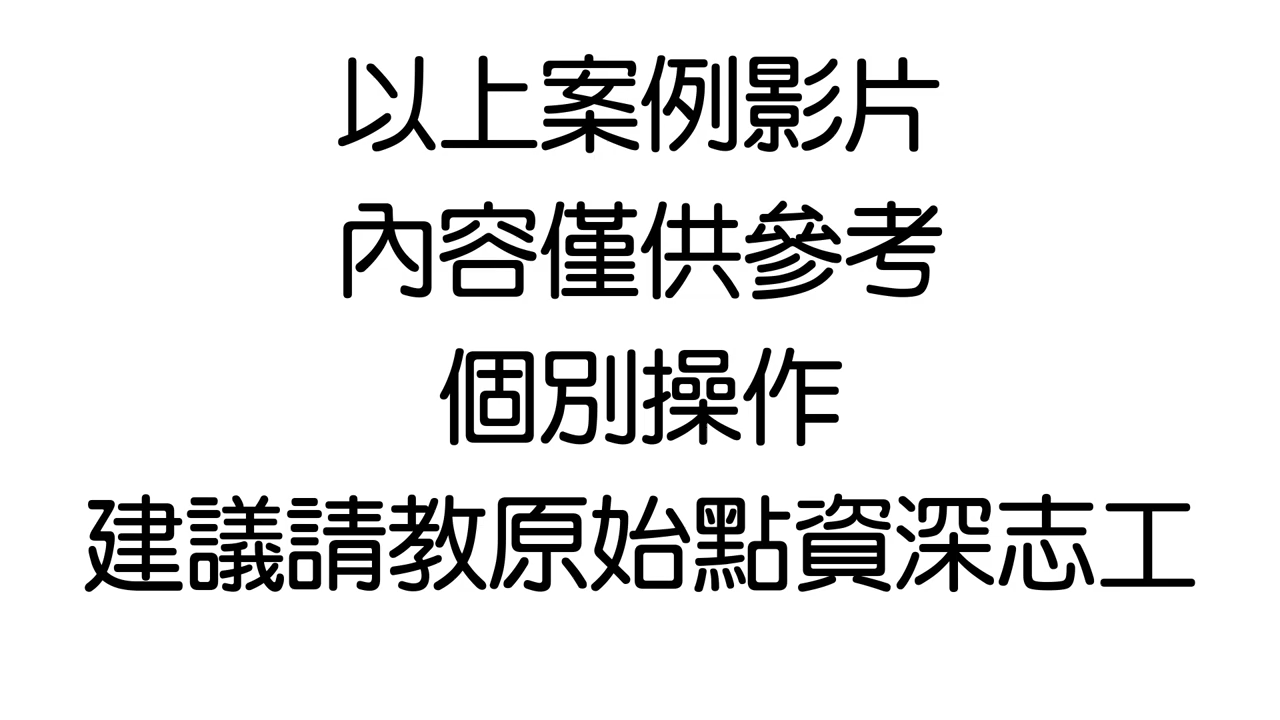 以上案例影片
內容僅供參考
個別操作
建議請教原始點資深志工